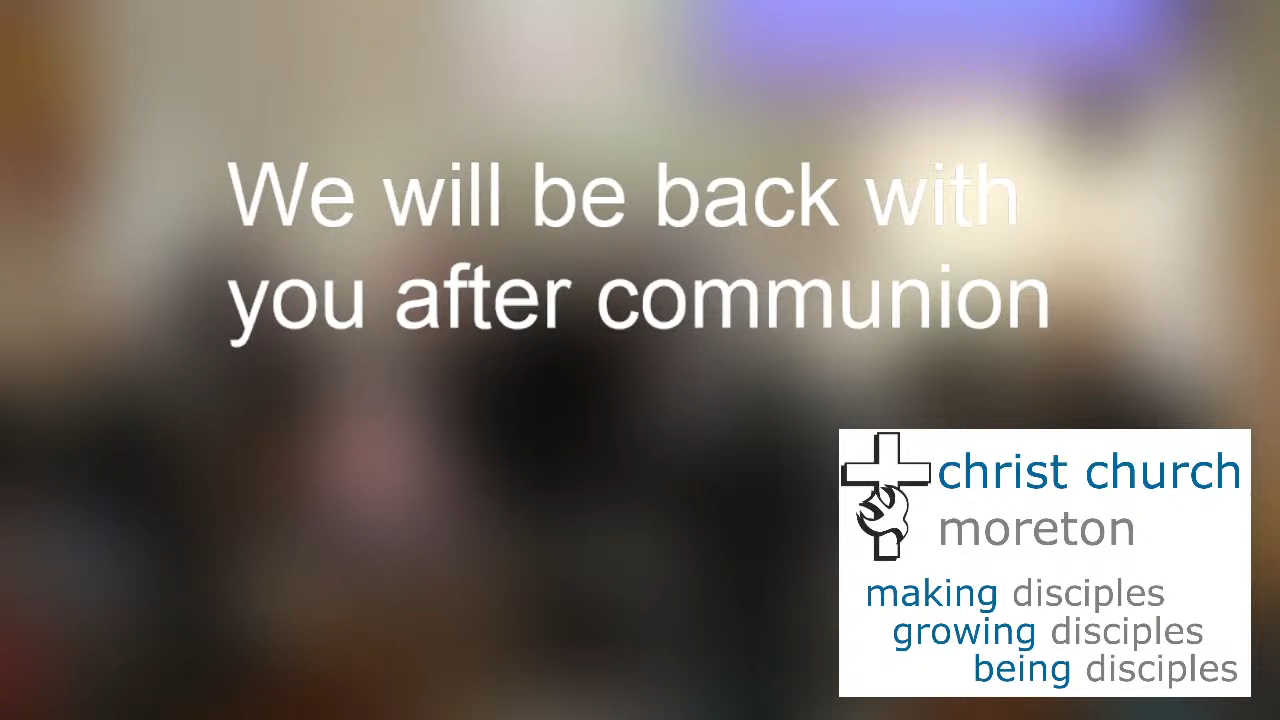 We will be back with
you after communion
christ church
moreton
making disciples
growing disciples
being disciples